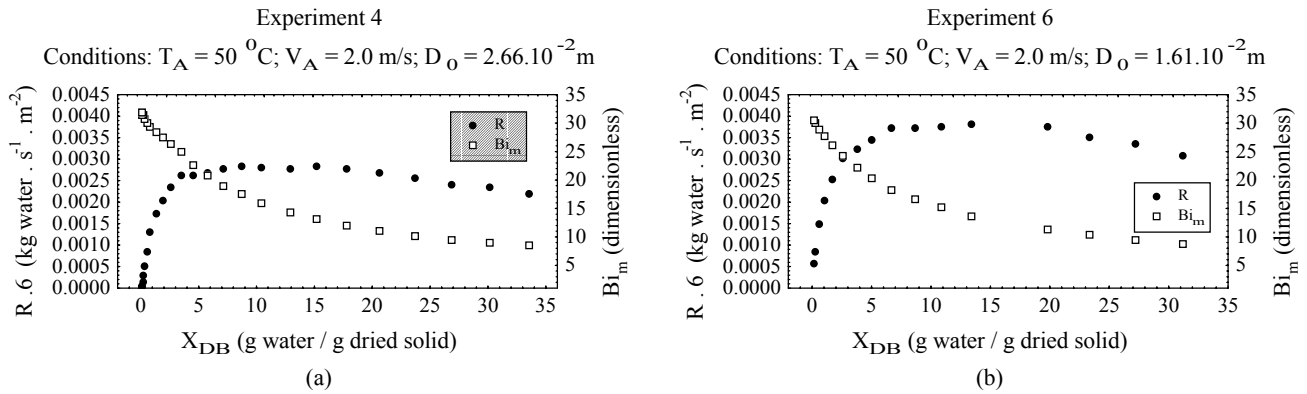 Experiment 4
Conditions: T_A = 50 °C; V_A = 2.0 m/s; D_o = 2.66.10^-2 m
R . 6 (kg water . s^-1 . m^-2)
0.0045
0.0040
0.0035
0.0030
0.0025
0.0020
0.0015
0.0010
0.0005
0.0000
R
Bi_m
35
30
25
20
15
10
5
Bi_m (dimensionless)
0 5 10 15 20 25 30 35
X_DB (g water / g dried solid)
(a)
Experiment 6
Conditions: T_A = 50 °C; V_A = 2.0 m/s; D_o = 1.61.10^-2 m
R . 6 (kg water . s^-1 . m^-2)
0.0045
0.0040
0.0035
0.0030
0.0025
0.0020
0.0015
0.0010
0.0005
0.0000
R
Bi_m
35
30
25
20
15
10
5
Bi_m (dimensionless)
0 5 10 15 20 25 30 35
X_DB (g water / g dried solid)
(b)